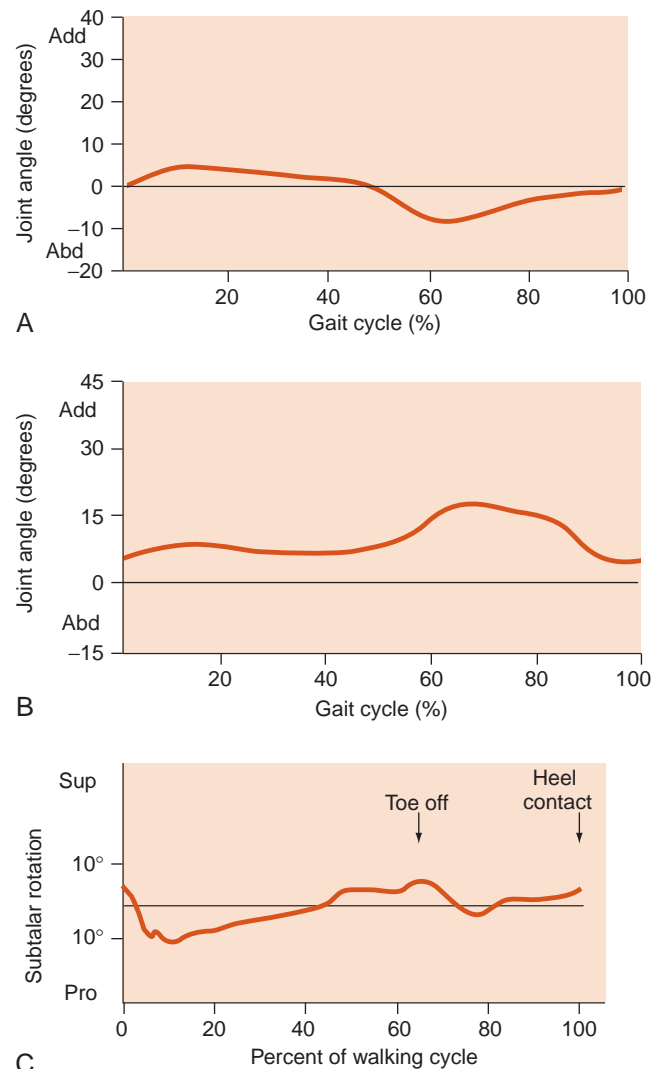 Add
40
30
20
10
0
−10
Abd
−20
Joint angle (degrees)
20 40 60 80 100
A
Gait cycle (%)
45
Add
30
15
0
Abd
−15
Joint angle (degrees)
20 40 60 80 100
B
Gait cycle (%)
Sup
Toe off
Heel
contact
10°
10°
Subtalar rotation
Pro
0 20 40 60 80 100
C
Percent of walking cycle